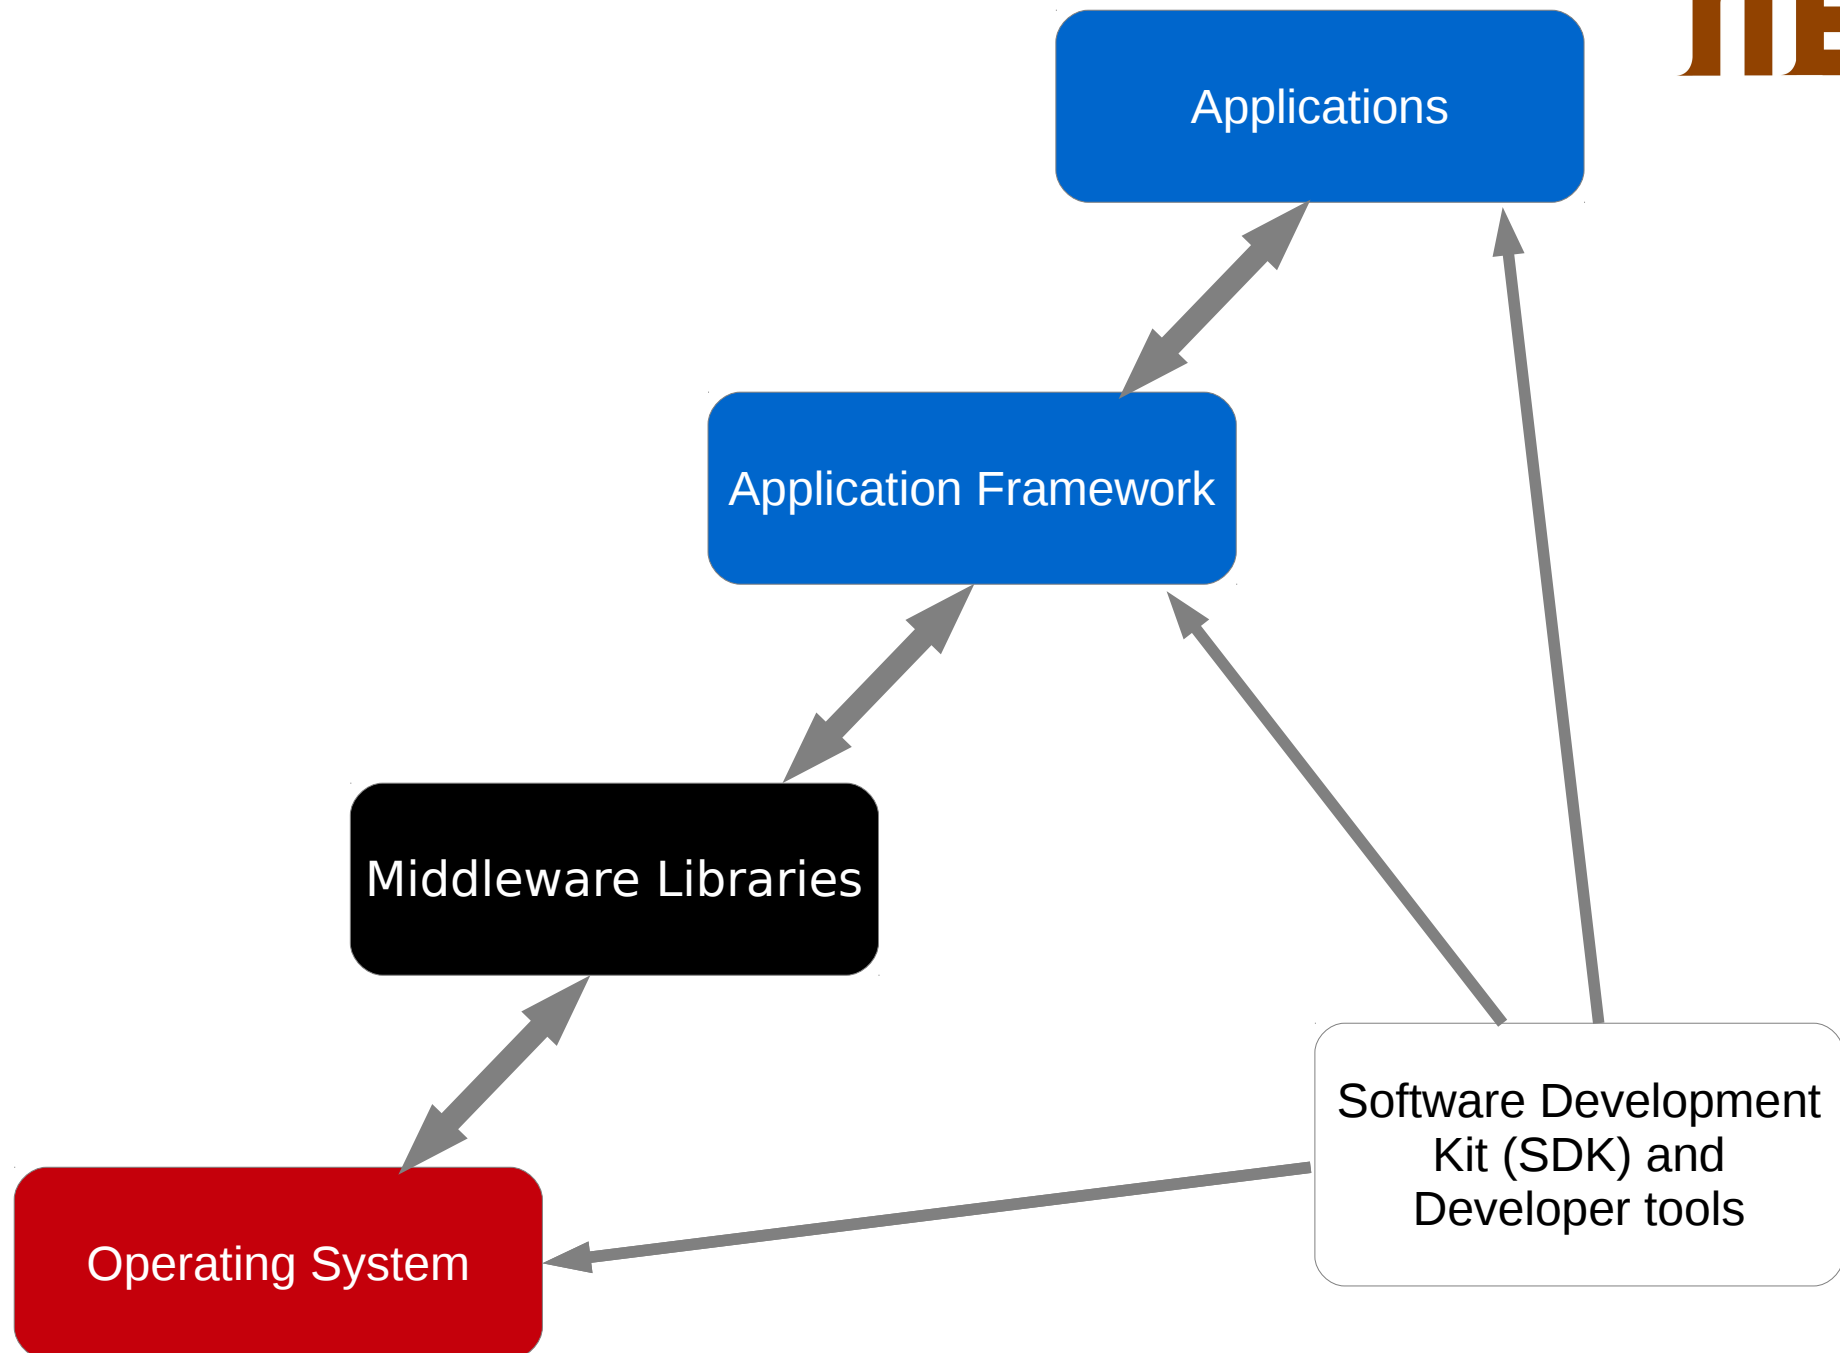 Applications
Application Framework
Middleware Libraries
Software Development
Kit (SDK) and
Developer tools
Operating System